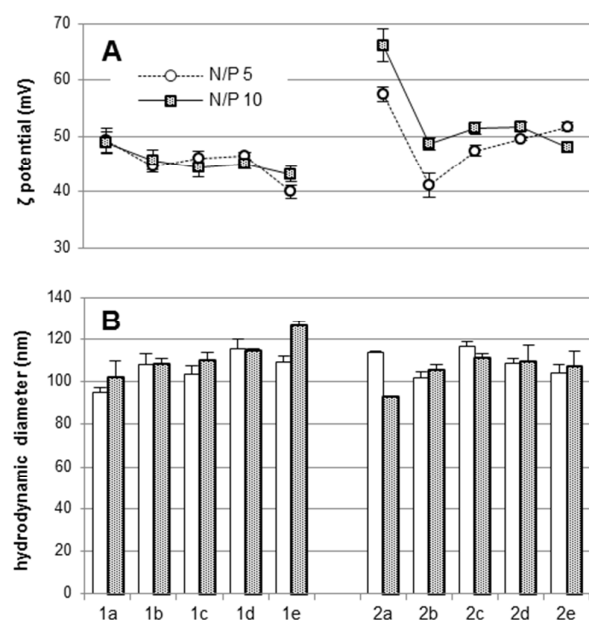 A
N/P 5
N/P 10
ζ potential (mV)
70
60
50
40
30
B
hydrodynamic diameter (nm)
140
120
100
80
60
40
20
0
1a 1b 1c 1d 1e 2a 2b 2c 2d 2e